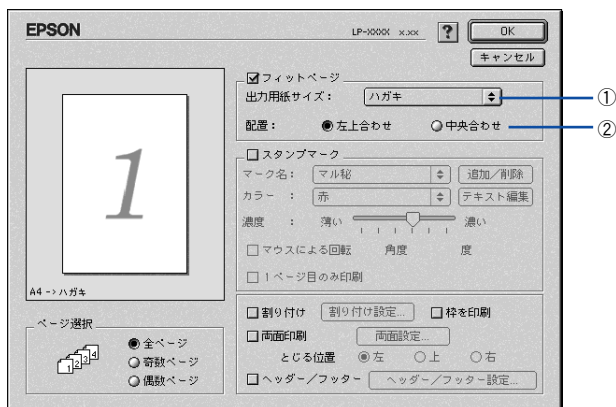 EPSON
LP-XXXX x.xx
?
OK
キャンセル
1
A4 -> ハガキ
フィットページ
出力用紙サイズ:
ハガキ
①
配置:
左上合わせ
中央合わせ
②
スタンプマーク
マーク名:
マル秘
追加/削除
カラー :
赤
テキスト編集
濃度 :
薄い
濃い
マウスによる回転 角度 度
1ページ目のみ印刷
ページ選択
1 2 3 4
全ページ
奇数ページ
偶数ページ
割り付け
割り付け設定...
枠を印刷
両面印刷
両面設定...
とじる位置
左
上
右
ヘッダー/フッター
ヘッダー/フッター設定...